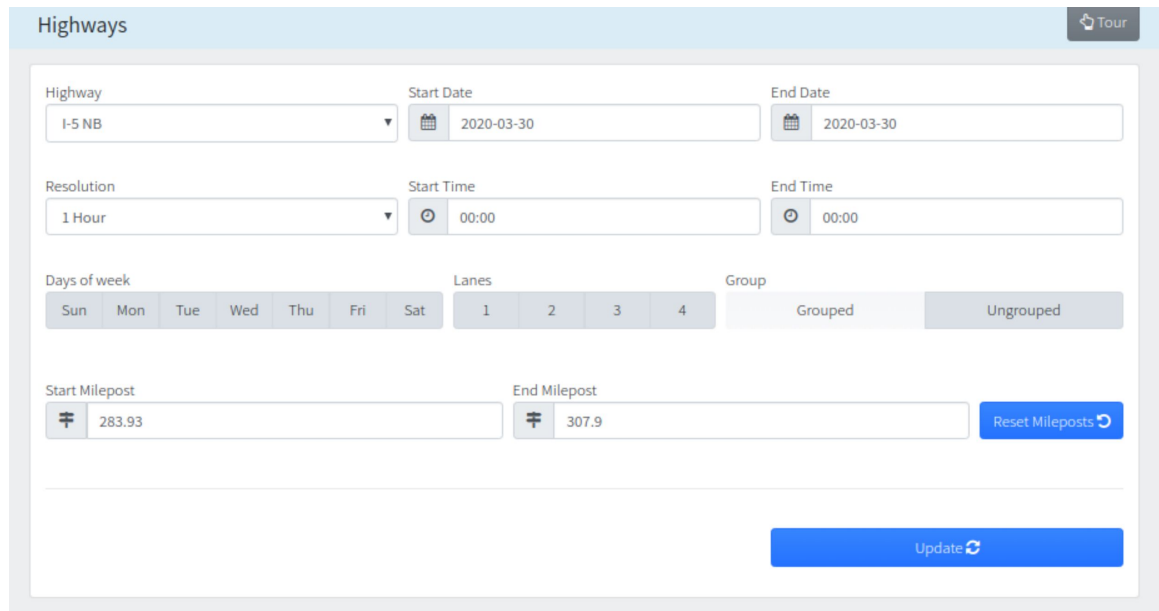 Highways Tour
Highway Start Date End Date
I-5 NB 2020-03-30 2020-03-30
Resolution Start Time End Time
1 Hour 00:00 00:00
Days of week Lanes Group
Sun Mon Tue Wed Thu Fri Sat 1 2 3 4 Grouped Ungrouped
Start Milepost End Milepost
283.93 307.9 Reset Mileposts
Update